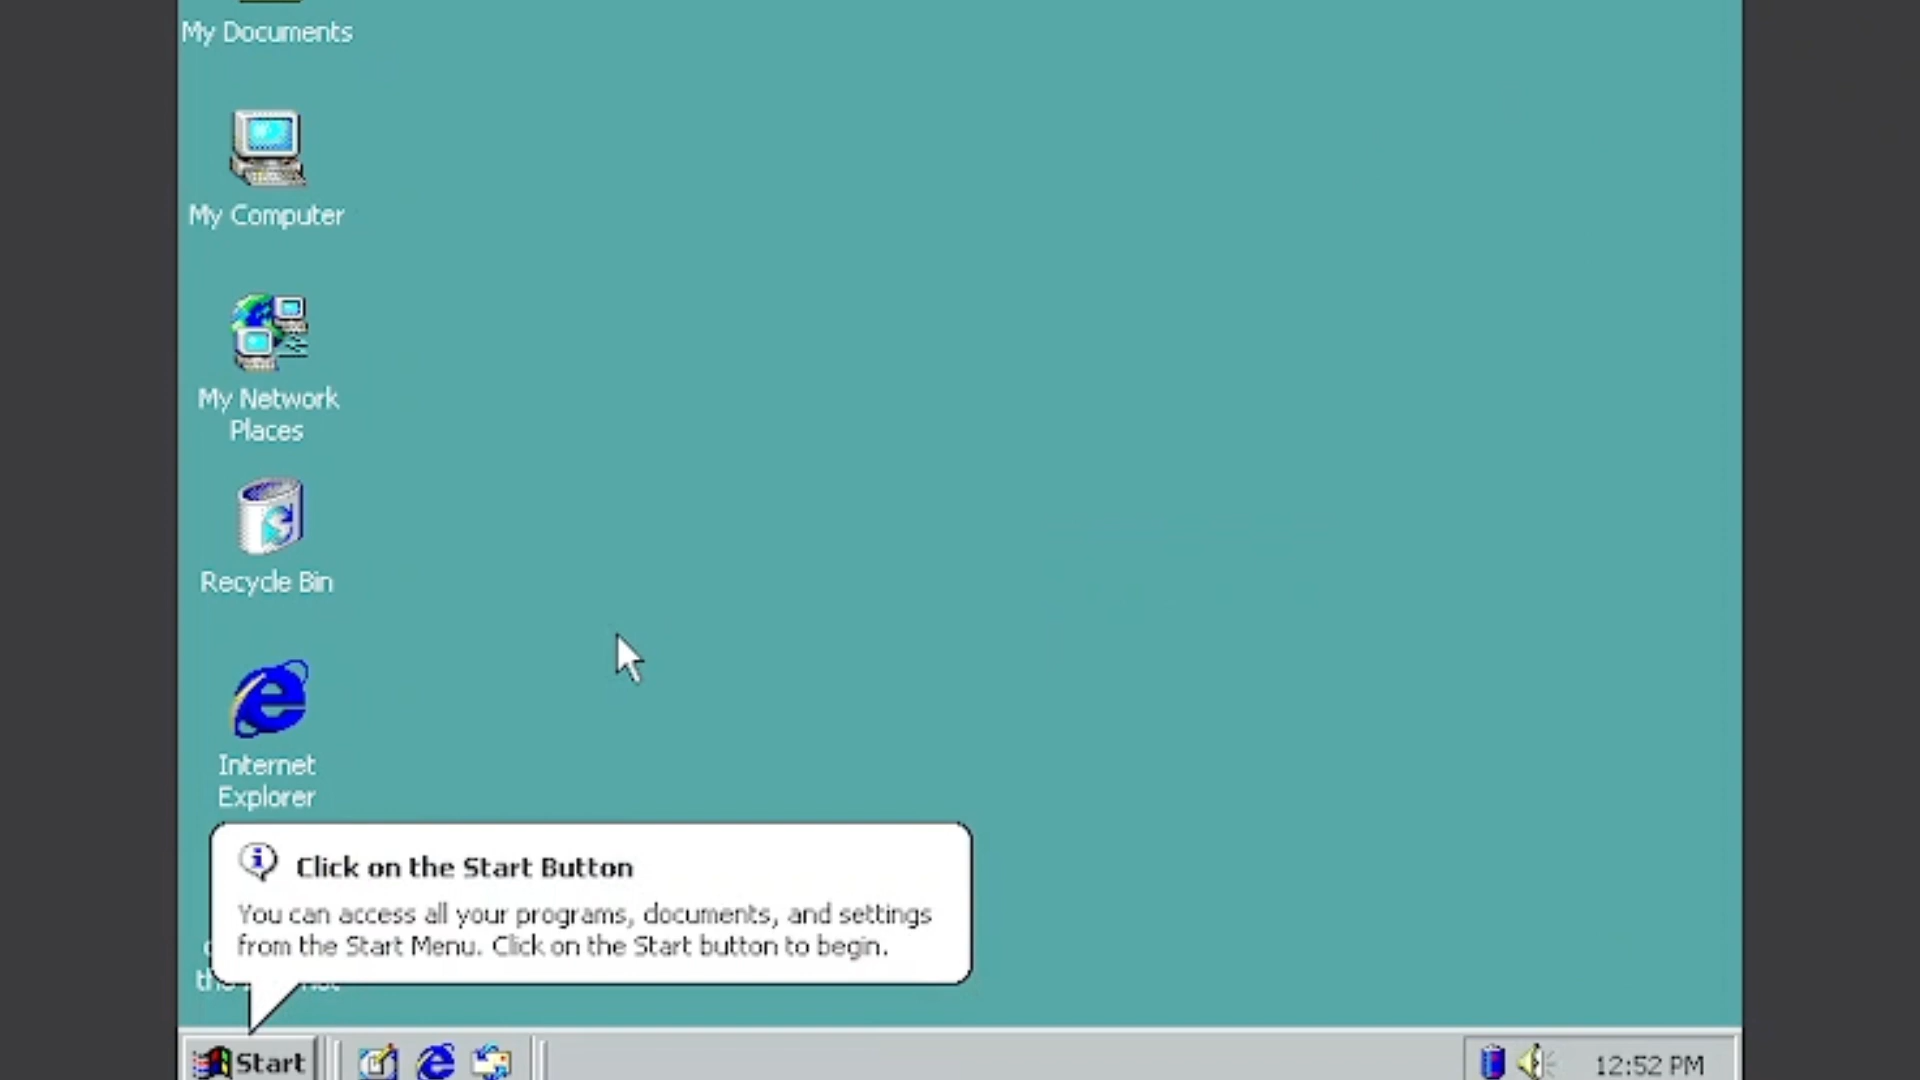 My Documents
My Computer
My Network
Places
Recycle Bin
Internet
Explorer
Click on the Start Button
You can access all your programs, documents, and settings
from the Start Menu. Click on the Start button to begin.
Start
12:52 PM